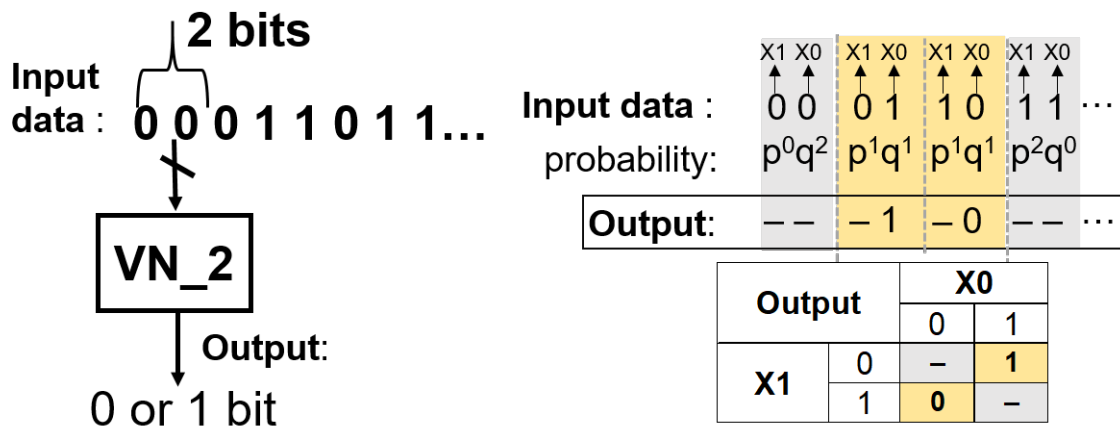 2 bits
Input
data : 0 0 0 1 1 0 1 1...
VN_2
Output:
0 or 1 bit
X1 X0 X1 X0 X1 X0 X1 X0
Input data : 0 0 0 1 1 0 1 1 ...
probability: p⁰q² p¹q¹ p¹q¹ p²q⁰
Output: – – – 1 – 0 – – ...
Output X0
0 1
X1 0 – 1
1 0 –